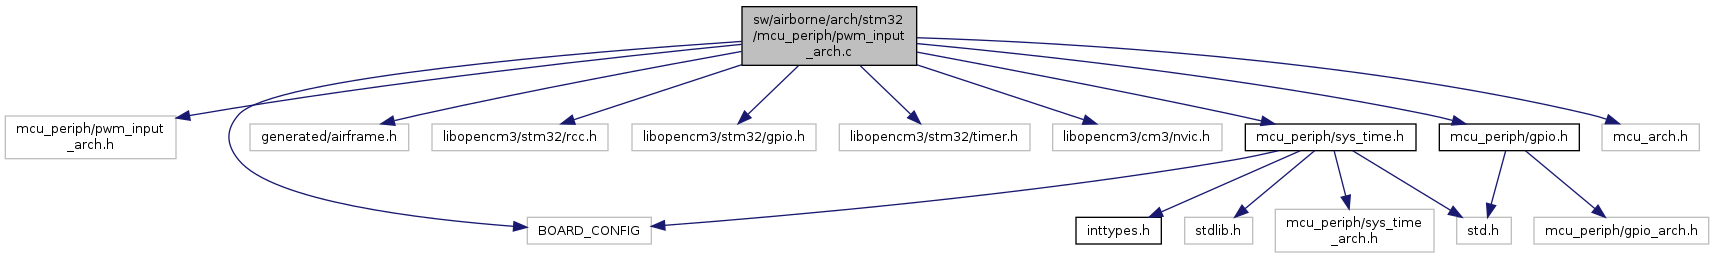 sw/airborne/arch/stm32
/mcu_periph/pwm_input
_arch.c
mcu_periph/pwm_input
_arch.h
generated/airframe.h
libopencm3/stm32/rcc.h
libopencm3/stm32/gpio.h
libopencm3/stm32/timer.h
libopencm3/cm3/nvic.h
mcu_periph/sys_time.h
mcu_periph/gpio.h
mcu_arch.h
BOARD_CONFIG
inttypes.h
stdlib.h
mcu_periph/sys_time
_arch.h
std.h
mcu_periph/gpio_arch.h